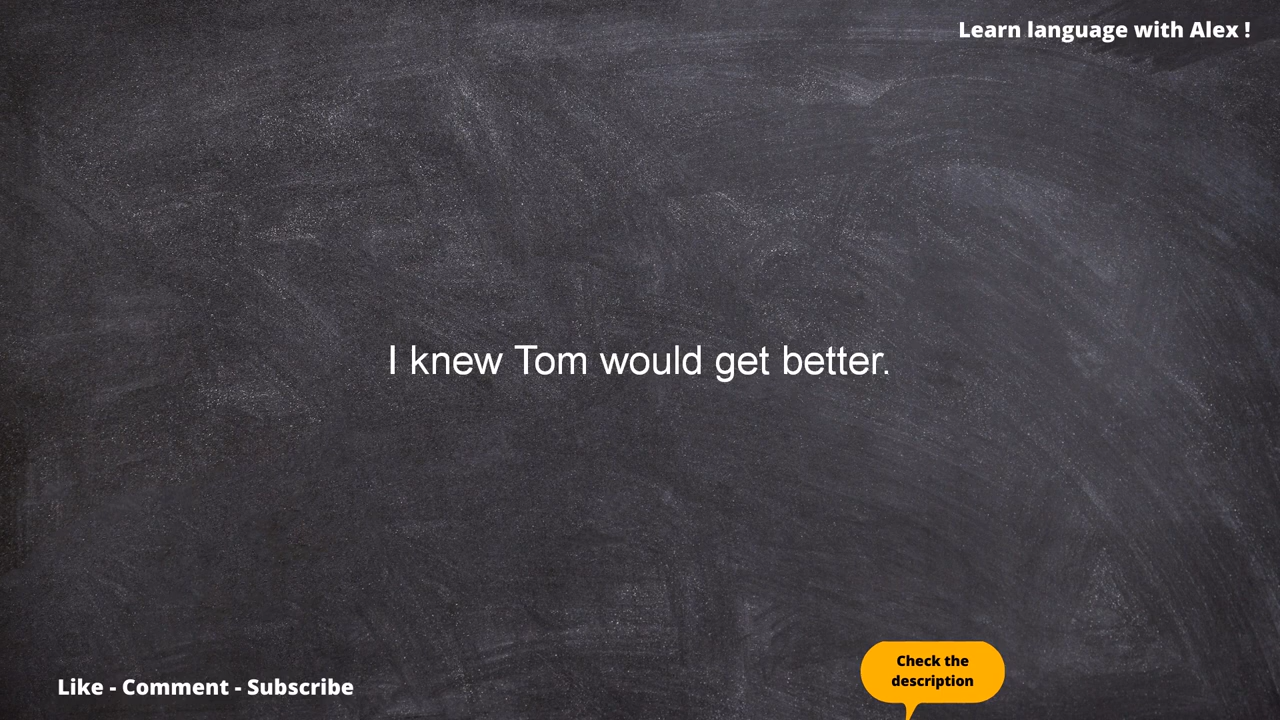 Learn language with Alex !
I knew Tom would get better.
Check the
description
Like - Comment - Subscribe